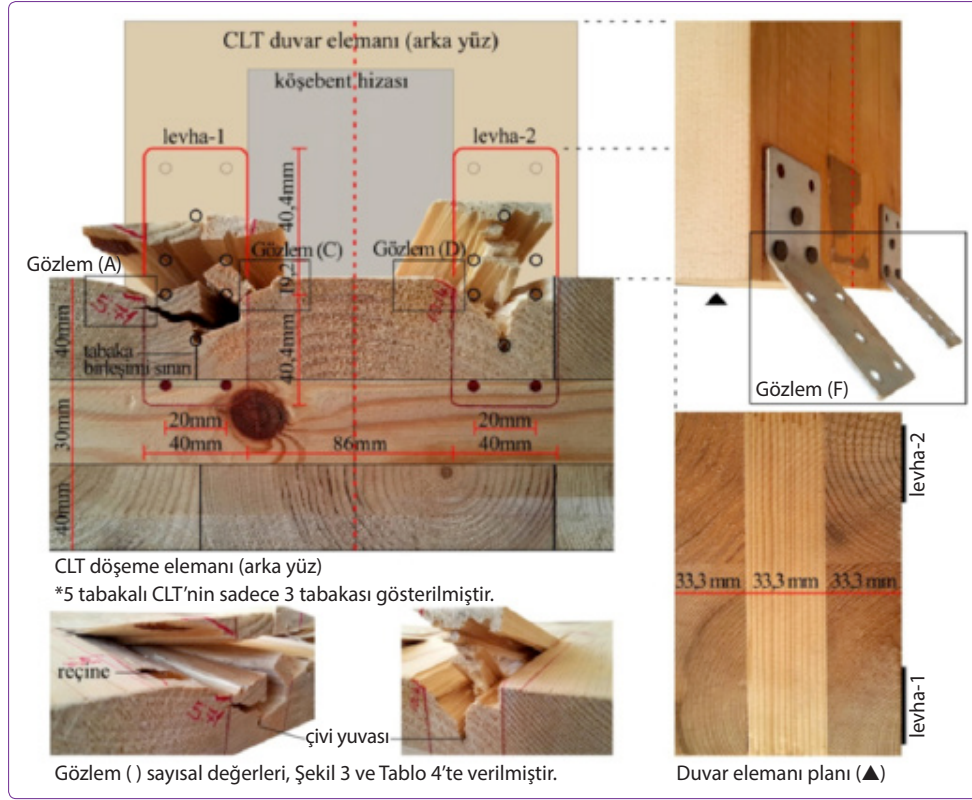 CLT duvar elemanı (arka yüz)
köşebent hizası
levha-1
levha-2
40,4mm
19,2
40,4mm
Gözlem (A)
Gözlem (C)
Gözlem (D)
5.71
40mm
tabaka
birleşimi sınırı
30mm
20mm
40mm
86mm
20mm
40mm
40mm
CLT döşeme elemanı (arka yüz)
*5 tabakalı CLT’nin sadece 3 tabakası gösterilmiştir.
reçine
çivi yuvası
Gözlem ( ) sayısal değerleri, Şekil 3 ve Tablo 4’te verilmiştir.
Gözlem (F)
levha-2
33,3 mm 33,3 mm 33,3 mm
levha-1
Duvar elemanı planı (▲)